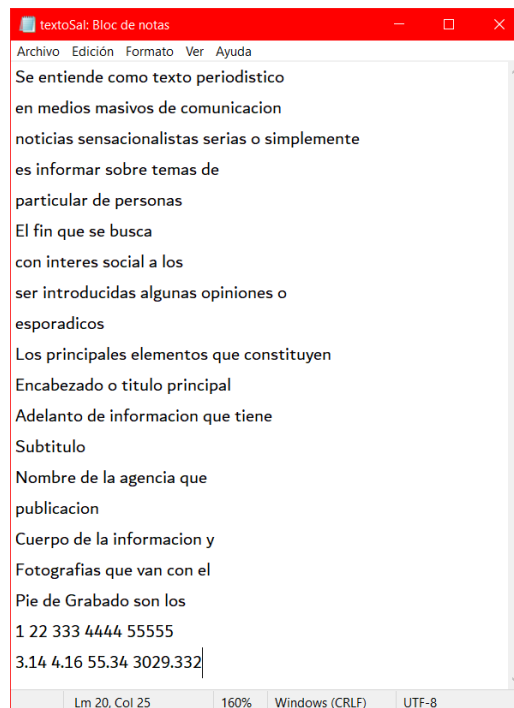 textoSal: Bloc de notas
Archivo Edición Formato Ver Ayuda
Se entiende como texto periodistico
en medios masivos de comunicacion
noticias sensacionalistas serias o simplemente
es informar sobre temas de
particular de personas
El fin que se busca
con interes social a los
ser introducidas algunas opiniones o
esporadicos
Los principales elementos que constituyen
Encabezado o titulo principal
Adelanto de informacion que tiene
Subtitulo
Nombre de la agencia que
publicacion
Cuerpo de la informacion y
Fotografias que van con el
Pie de Grabado son los
1 22 333 4444 55555
3.14 4.16 55.34 3029.332
Lm 20, Col 25 160% Windows (CRLF) UTF-8